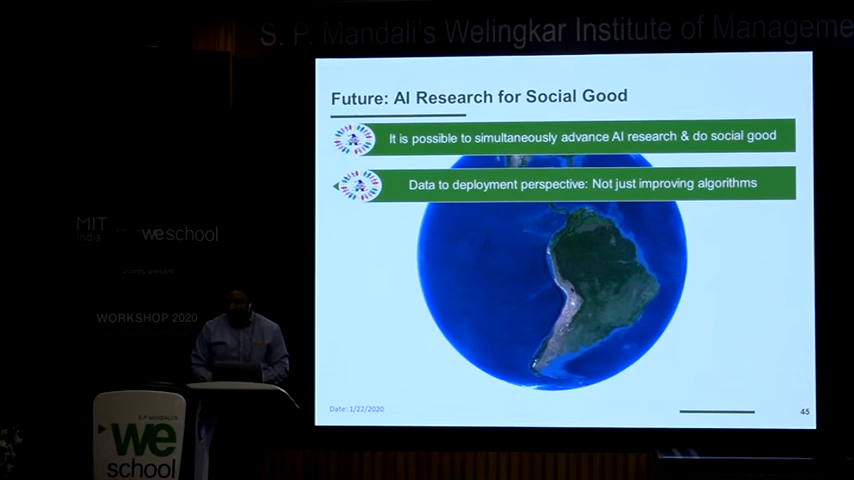 S. P. Mandali's Welingkar Institute of Manageme
Future: AI Research for Social Good
It is possible to simultaneously advance AI research & do social good
Data to deployment perspective: Not just improving algorithms
MIT
India
weschool
WORKSHOP 2020
Date: 1/22/2020
45
S.P. MANDALI'S
we
school